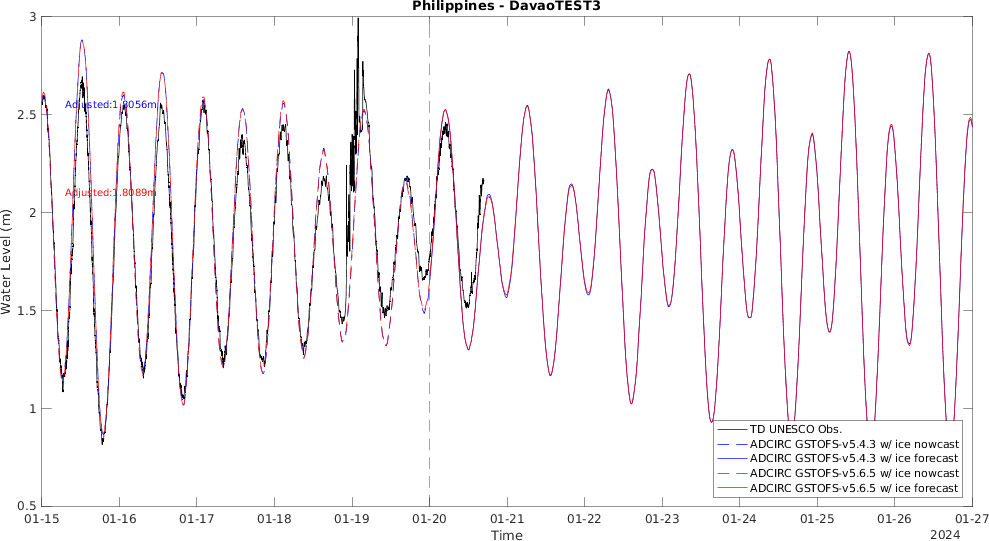 Philippines - DavaoTEST3
3
2.5
2
1.5
1
0.5
Water Level (m)
Adjusted:1.8056m
Adjusted:1.8089m
TD UNESCO Obs.
ADCIRC GSTOFS-v5.4.3 w/ ice nowcast
ADCIRC GSTOFS-v5.4.3 w/ ice forecast
ADCIRC GSTOFS-v5.6.5 w/ ice nowcast
ADCIRC GSTOFS-v5.6.5 w/ ice forecast
01-15 01-16 01-17 01-18 01-19 01-20 01-21 01-22 01-23 01-24 01-25 01-26 01-27
Time
2024